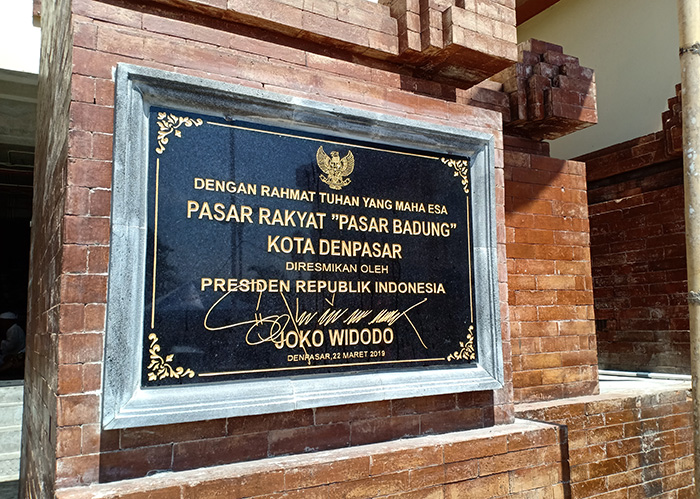 DENGAN RAHMAT TUHAN YANG MAHA ESA
PASAR RAKYAT "PASAR BADUNG"
KOTA DENPASAR
DIRESMIKAN OLEH
PRESIDEN REPUBLIK INDONESIA
JOKO WIDODO
DENPASAR,22 MARET 2019